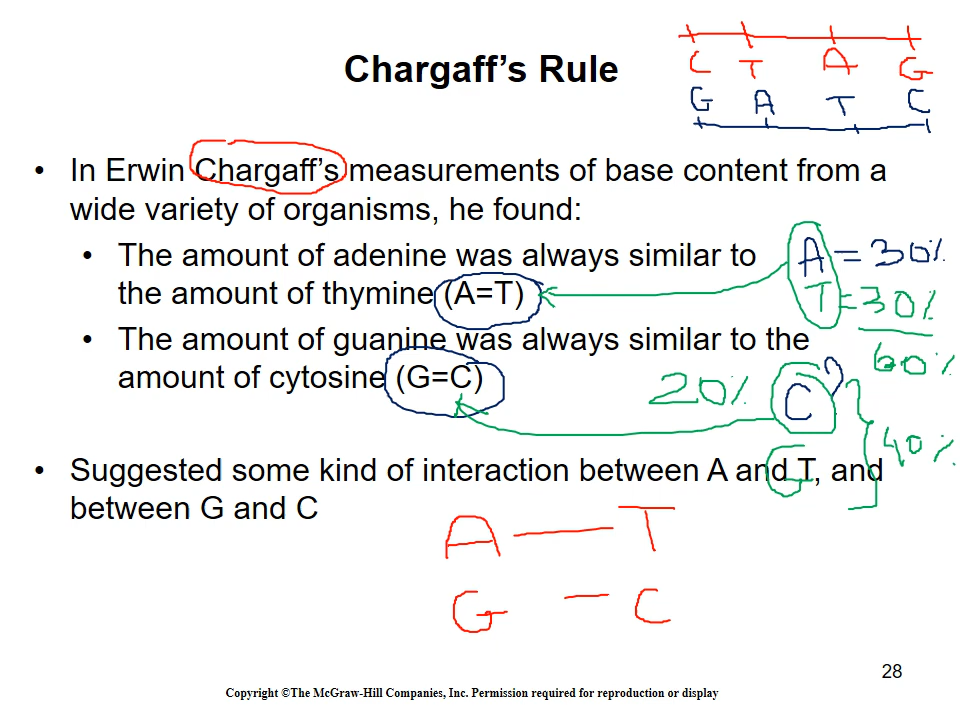 C T A G
G A T C
Chargaff's Rule
• In Erwin Chargaff's measurements of base content from a
wide variety of organisms, he found:
• The amount of adenine was always similar to
the amount of thymine (A=T)
• The amount of guanine was always similar to the
amount of cytosine (G=C)
A = 30%
T = 30%
60%
20% C ?
G
40%
• Suggested some kind of interaction between A and T, and
between G and C
A — T
G — C
28
Copyright ©The McGraw-Hill Companies, Inc. Permission required for reproduction or display